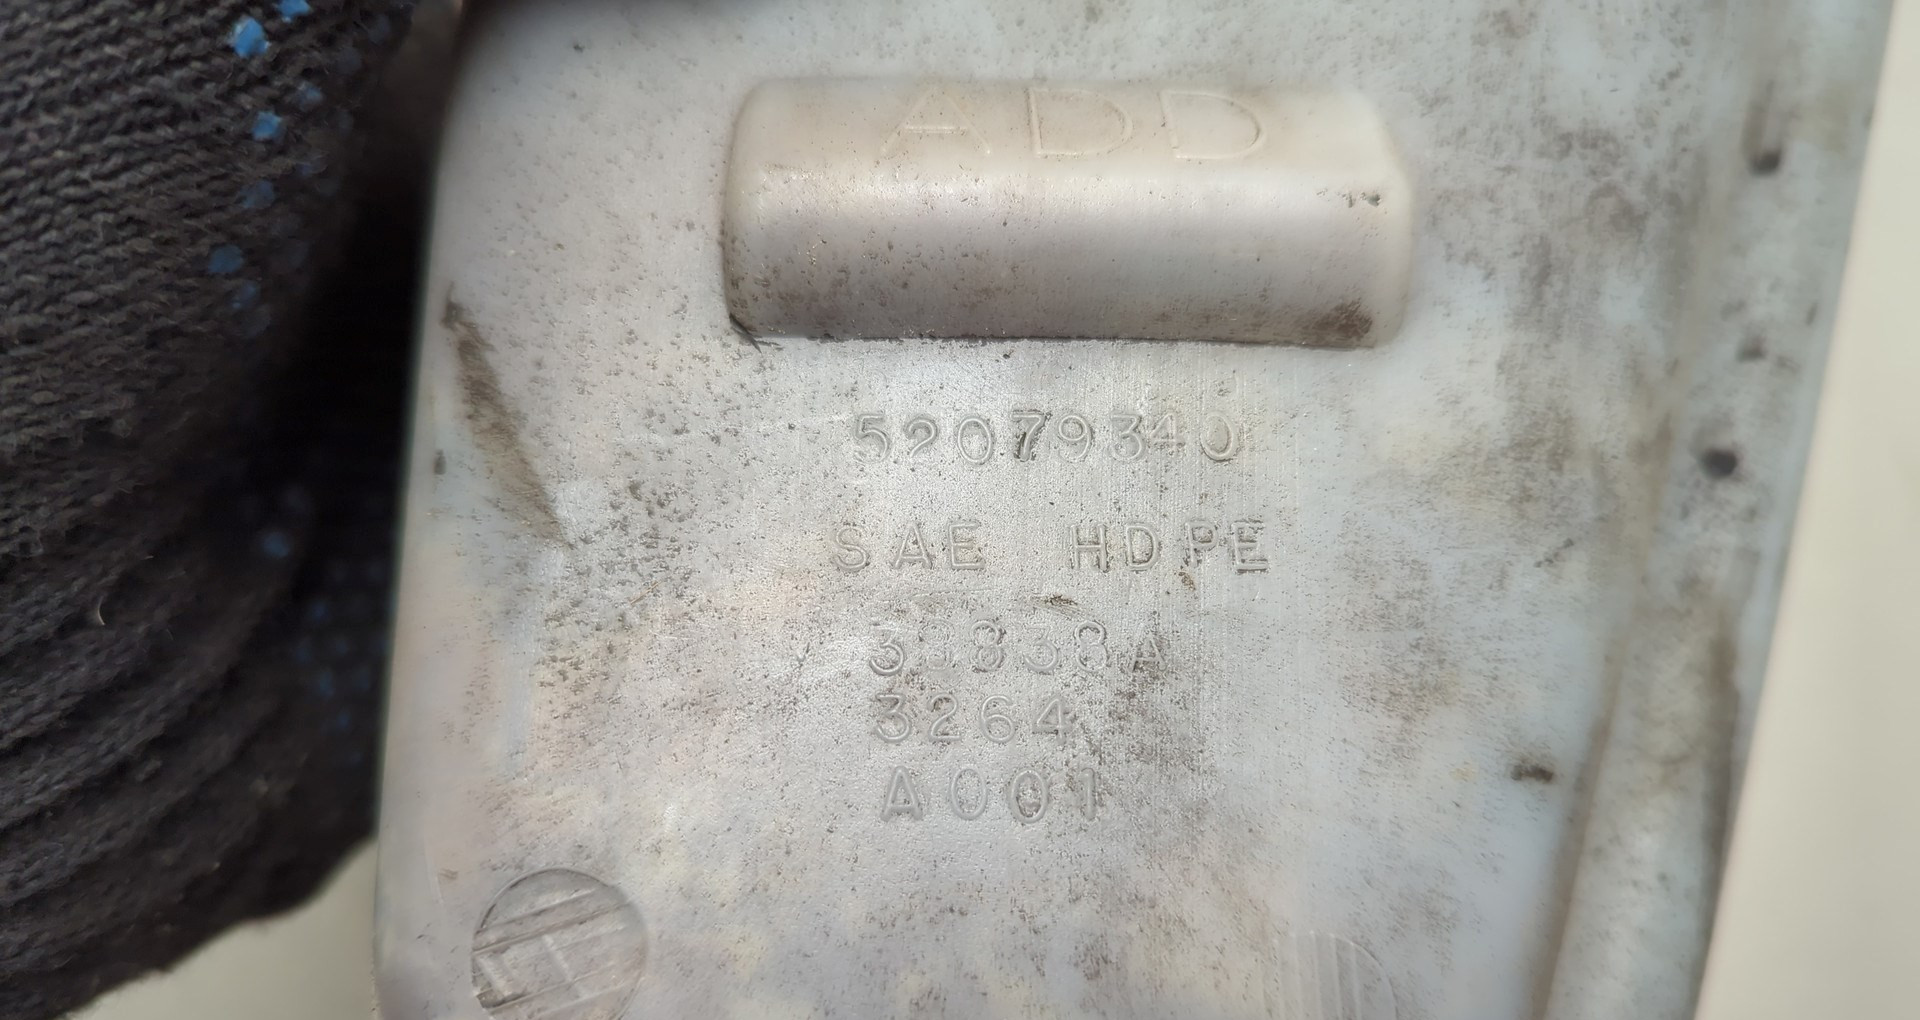 ADD
52079340
SAE HDPE
33838A
3264
A001